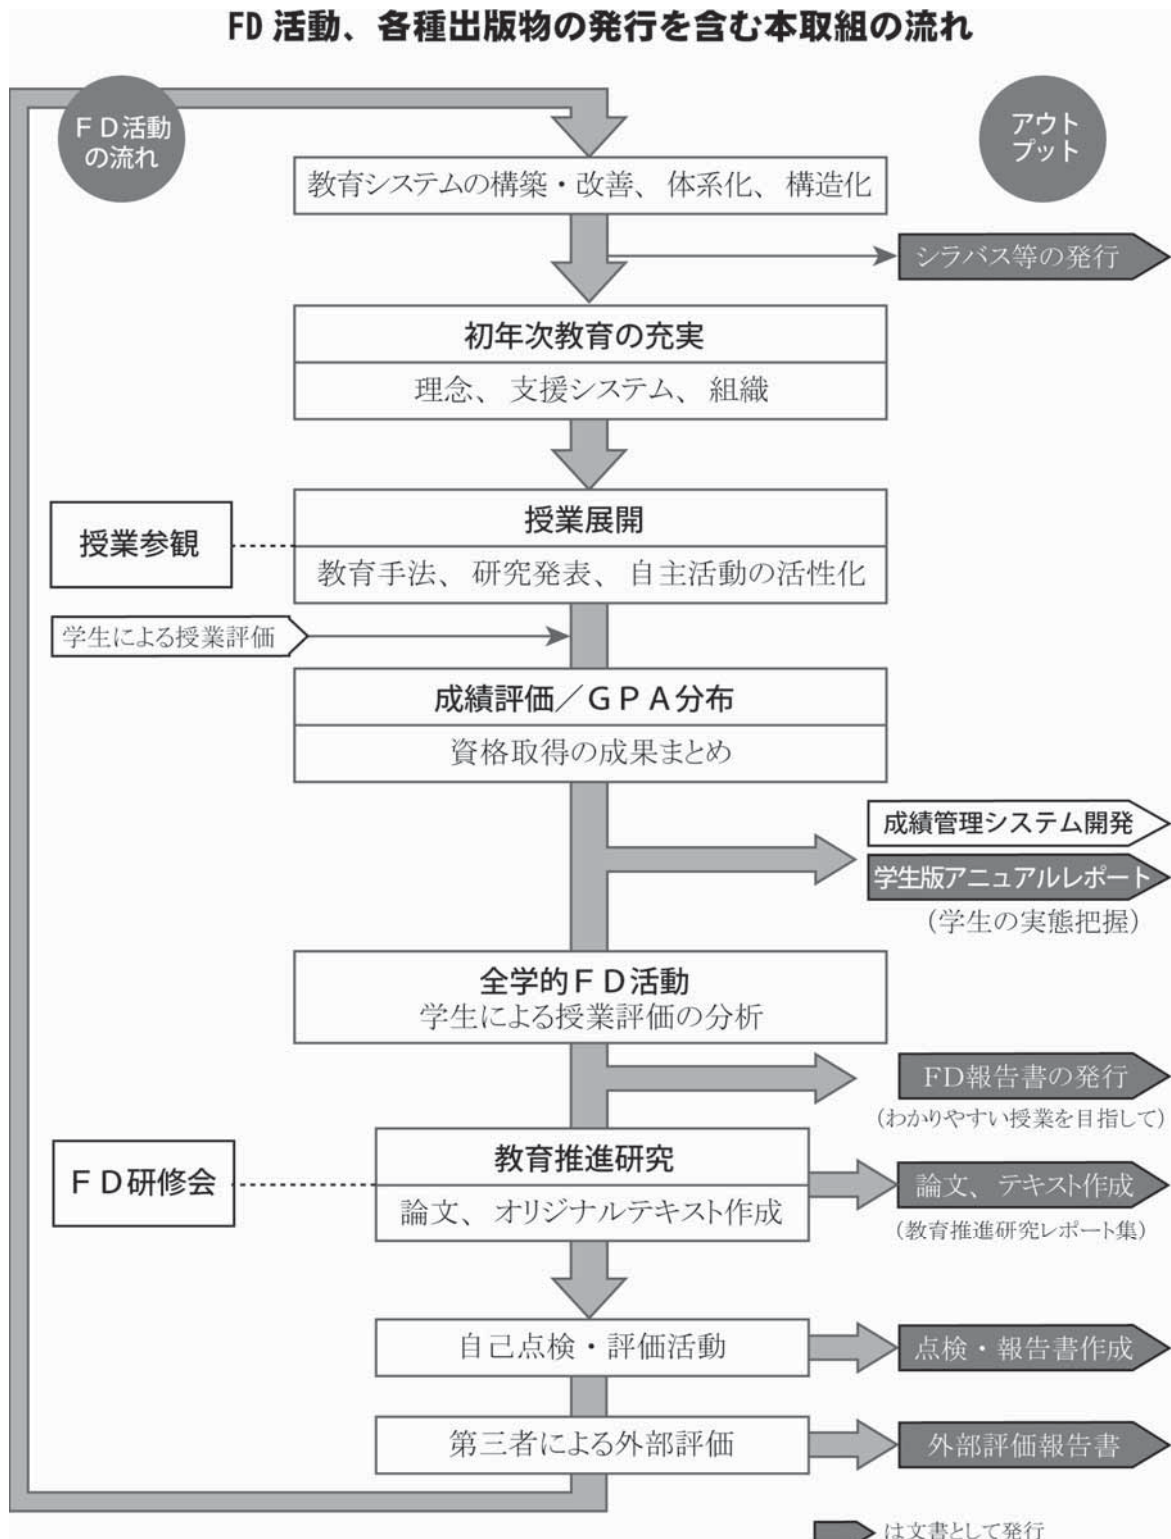 FD 活動、各種出版物の発行を含む本取組の流れ
ＦＤ活動
の流れ
アウト
プット
教育システムの構築・改善、体系化、構造化
シラバス等の発行
初年次教育の充実
理念、支援システム、組織
授業参観
授業展開
教育手法、研究発表、自主活動の活性化
学生による授業評価
成績評価／ＧＰＡ分布
資格取得の成果まとめ
成績管理システム開発
学生版アニュアルレポート
（学生の実態把握）
全学的ＦＤ活動
学生による授業評価の分析
FD報告書の発行
（わかりやすい授業を目指して）
ＦＤ研修会
教育推進研究
論文、オリジナルテキスト作成
論文、テキスト作成
（教育推進研究レポート集）
自己点検・評価活動
点検・報告書作成
第三者による外部評価
外部評価報告書
は文書として発行